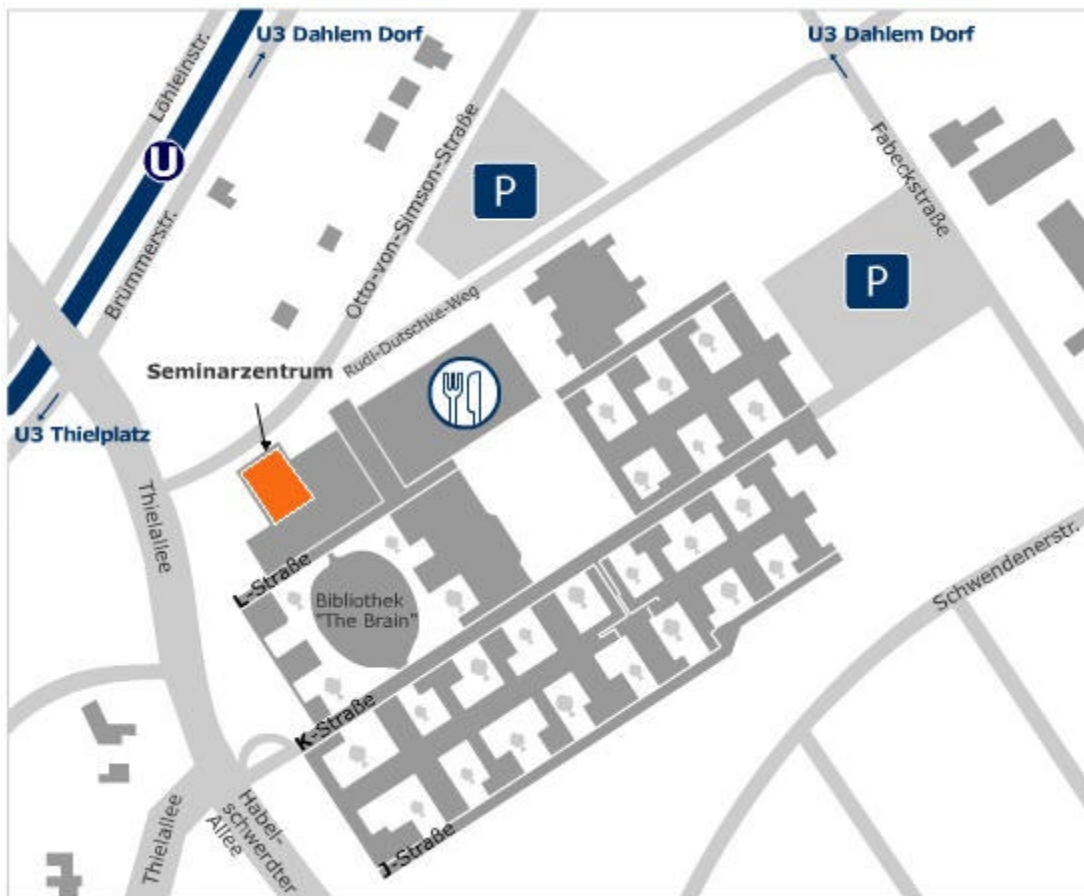 U3 Dahlem Dorf
U3 Dahlem Dorf
Löhleinstr.
U
Brümmerstr.
Otto-von-Simson-Straße
P
Fabeckstraße
P
Rudi-Dutschke-Weg
Seminarzentrum
U3 Thielplatz
Thielallee
L-Straße
Bibliothek
"The Brain"
Schwendenerstr.
K-Straße
Thielallee
Habel-
schwerdter
Allee
J-Straße